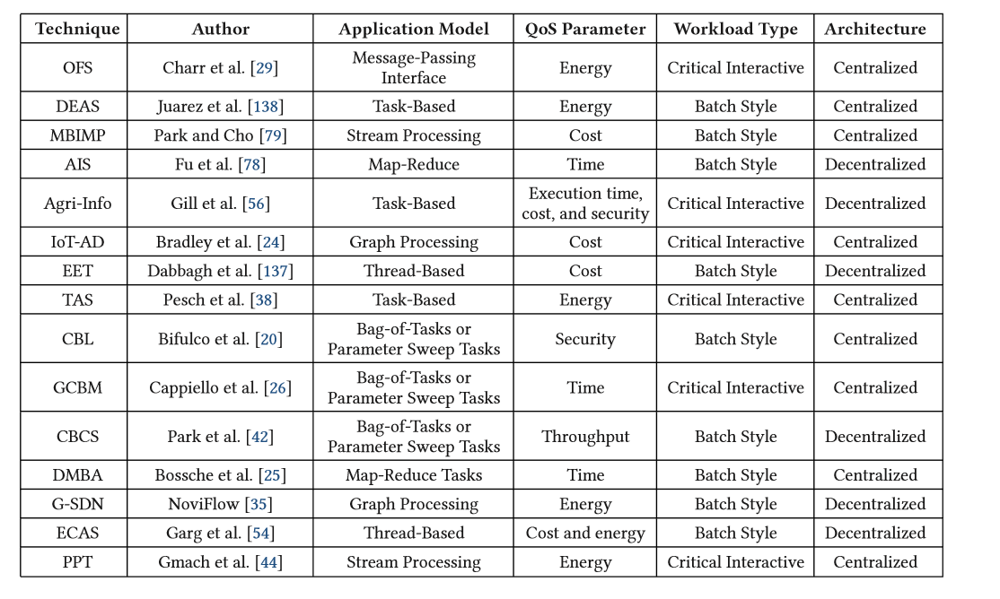 Technique Author Application Model QoS Parameter Workload Type Architecture
OFS Charr et al. [29] Message-Passing Interface Energy Critical Interactive Centralized
DEAS Juarez et al. [138] Task-Based Energy Batch Style Centralized
MBIMP Park and Cho [79] Stream Processing Cost Batch Style Centralized
AIS Fu et al. [78] Map-Reduce Time Batch Style Decentralized
Agri-Info Gill et al. [56] Task-Based Execution time, cost, and security Critical Interactive Decentralized
IoT-AD Bradley et al. [24] Graph Processing Cost Critical Interactive Centralized
EET Dabbagh et al. [137] Thread-Based Cost Batch Style Decentralized
TAS Pesch et al. [38] Task-Based Energy Critical Interactive Centralized
CBL Bifulco et al. [20] Bag-of-Tasks or Parameter Sweep Tasks Security Batch Style Centralized
GCBM Cappiello et al. [26] Bag-of-Tasks or Parameter Sweep Tasks Time Critical Interactive Centralized
CBCS Park et al. [42] Bag-of-Tasks or Parameter Sweep Tasks Throughput Batch Style Decentralized
DMBA Bossche et al. [25] Map-Reduce Tasks Time Batch Style Centralized
G-SDN NoviFlow [35] Graph Processing Energy Batch Style Decentralized
ECAS Garg et al. [54] Thread-Based Cost and energy Batch Style Decentralized
PPT Gmach et al. [44] Stream Processing Energy Critical Interactive Centralized